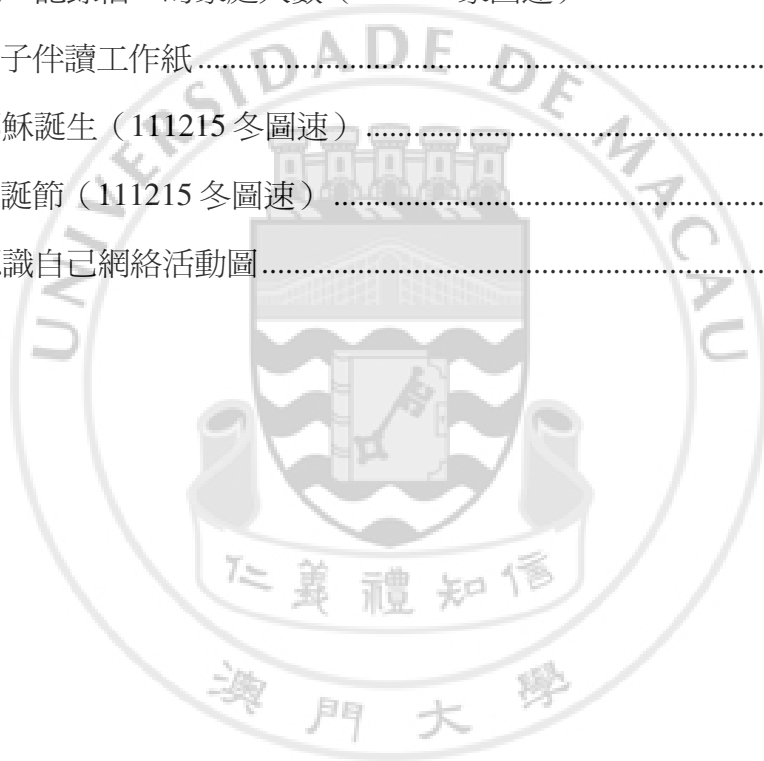 子伴讀工作紙
穌誕生（111215 冬圖速）
誕節（111215 冬圖速）
識自己網絡活動圖
UNIVERSIDADE DE MACAU
仁義禮知信
澳門大學